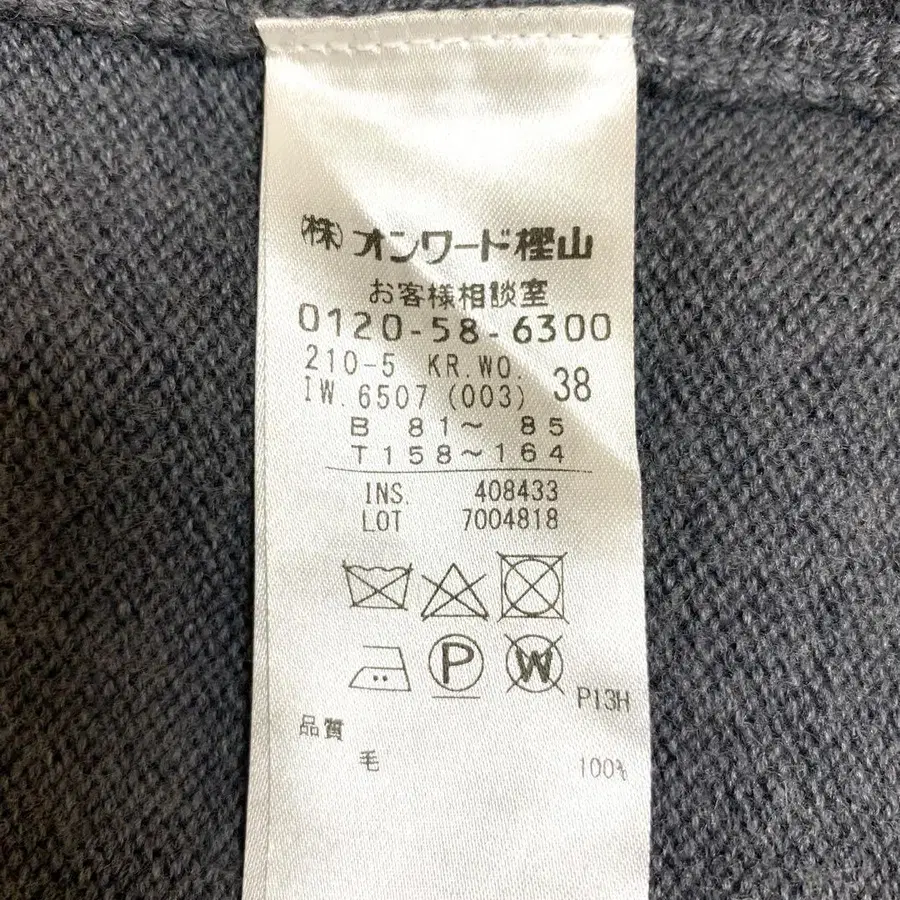 ㈱オンワード樫山
お客様相談室
0120-58-6300
210-5 KR.WO. 38
IW.6507 (003)
B 81～ 85
T158～164
INS. 408433
LOT 7004818
P W
P13H
品質
毛 100%